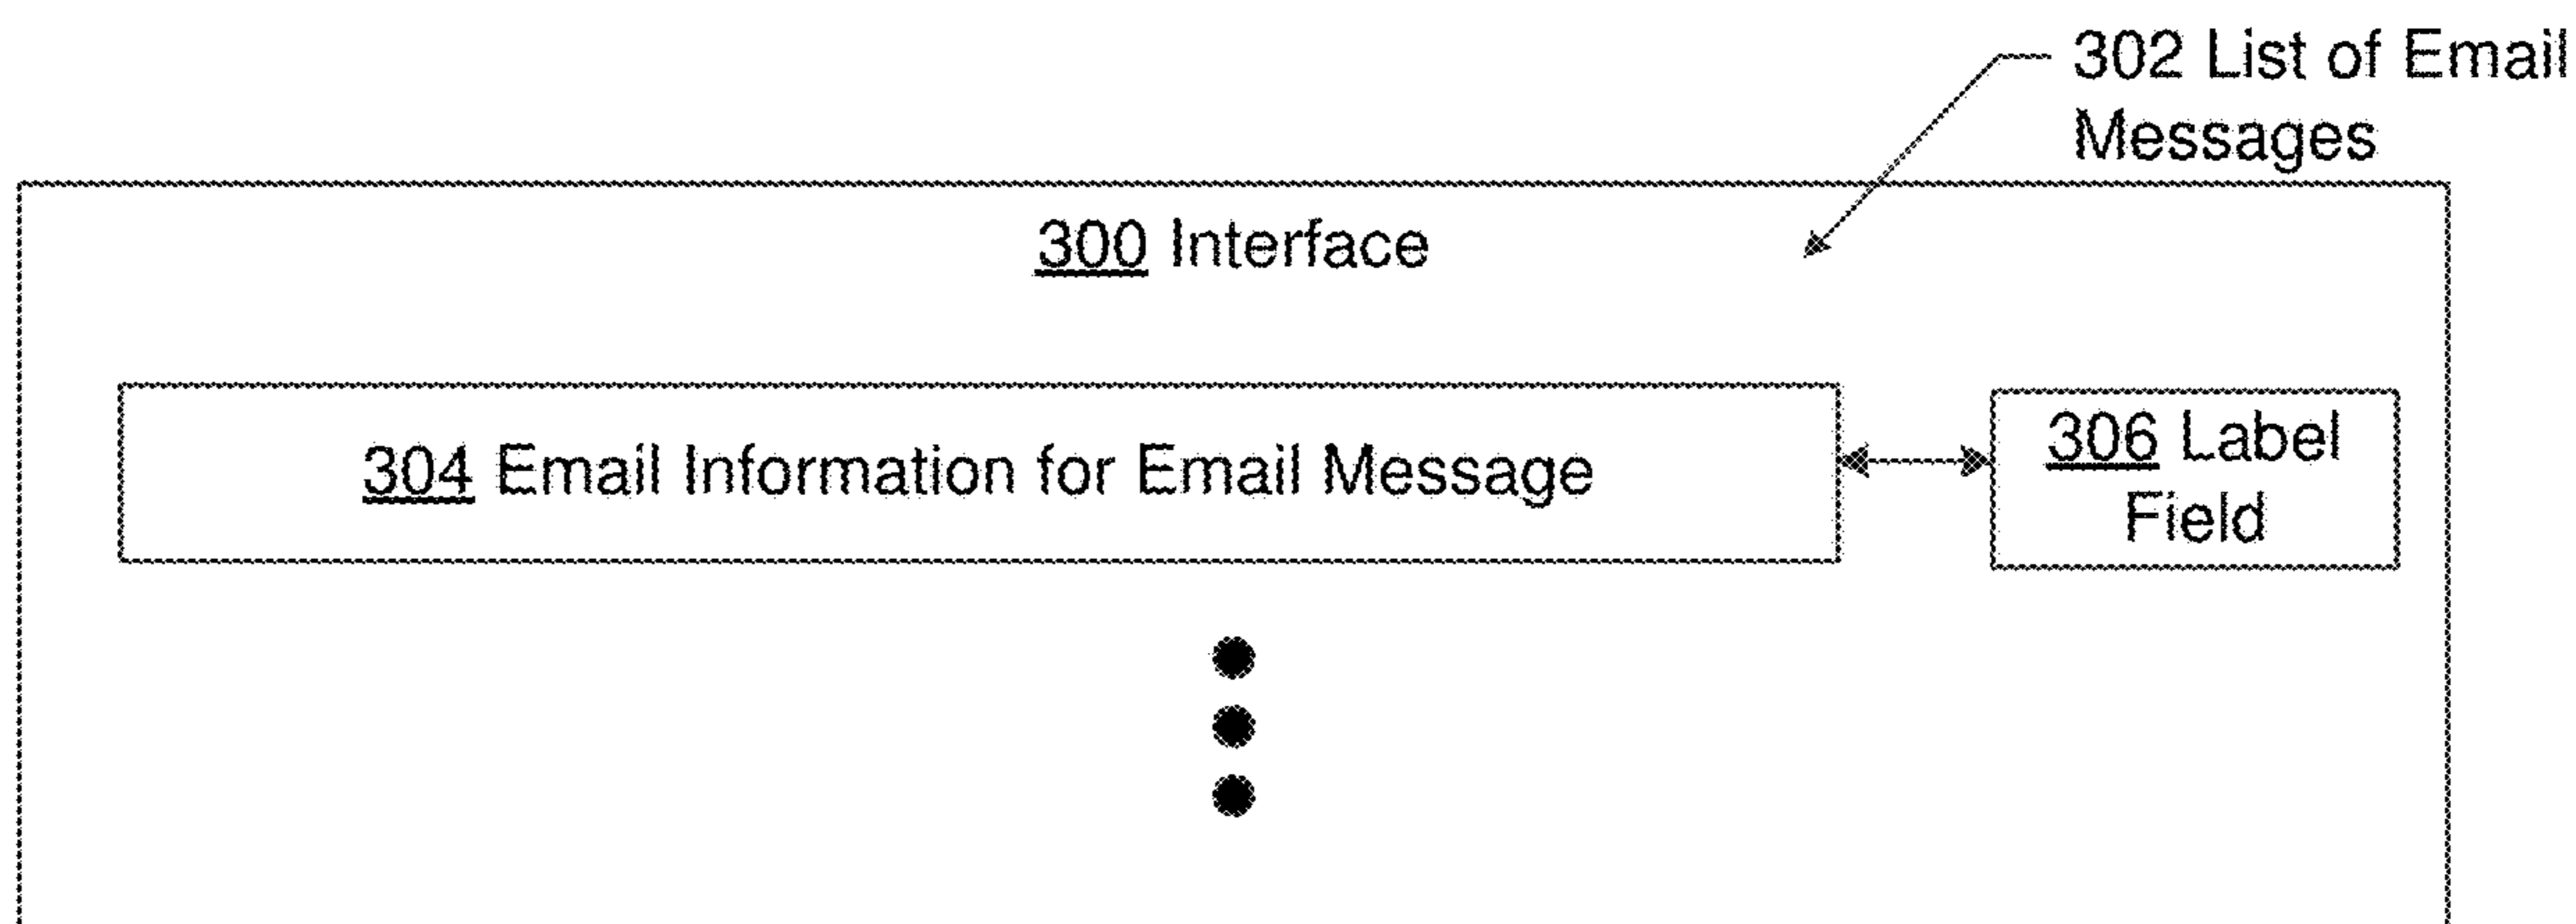 302 List of Email
Messages
300 Interface
304 Email Information for Email Message
306 Label
Field